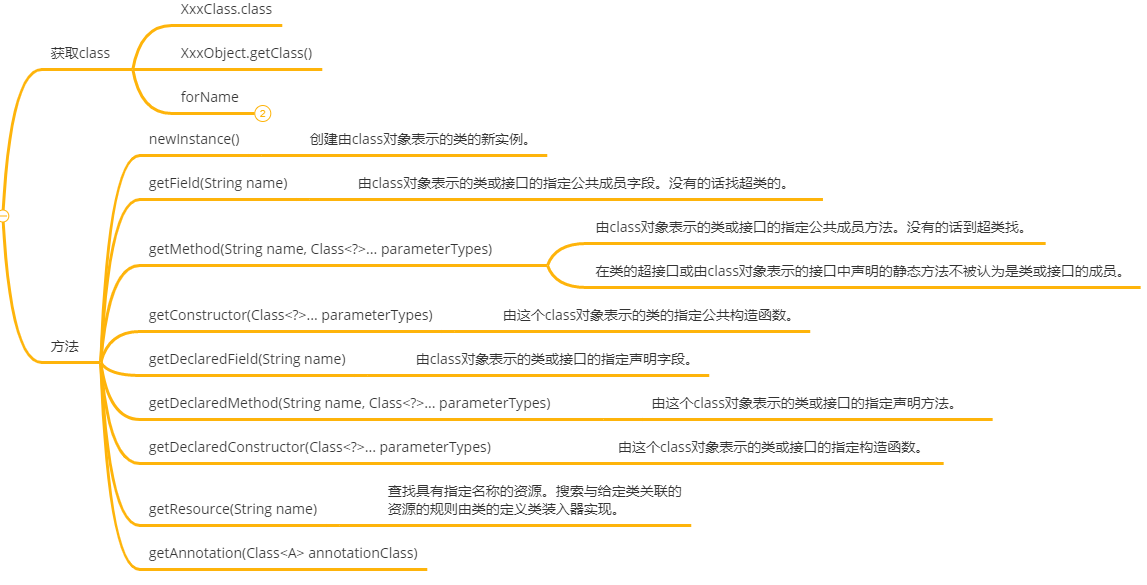 XxxClass.class
获取class
XxxObject.getClass()
forName
2
newInstance()
创建由class对象表示的类的新实例。
getField(String name)
由class对象表示的类或接口的指定公共成员字段。没有的话找超类的。
getMethod(String name, Class<?>... parameterTypes)
由class对象表示的类或接口的指定公共成员方法。没有的话到超类找。
在类的超接口或由class对象表示的接口中声明的静态方法不被认为是类或接口的成员。
getConstructor(Class<?>... parameterTypes)
由这个class对象表示的类的指定公共构造函数。
方法
getDeclaredField(String name)
由class对象表示的类或接口的指定声明字段。
getDeclaredMethod(String name, Class<?>... parameterTypes)
由这个class对象表示的类或接口的指定声明方法。
getDeclaredConstructor(Class<?>... parameterTypes)
由这个class对象表示的类或接口的指定构造函数。
getResource(String name)
查找具有指定名称的资源。搜索与给定类关联的
资源的规则由类的定义类装入器实现。
getAnnotation(Class<A> annotationClass)